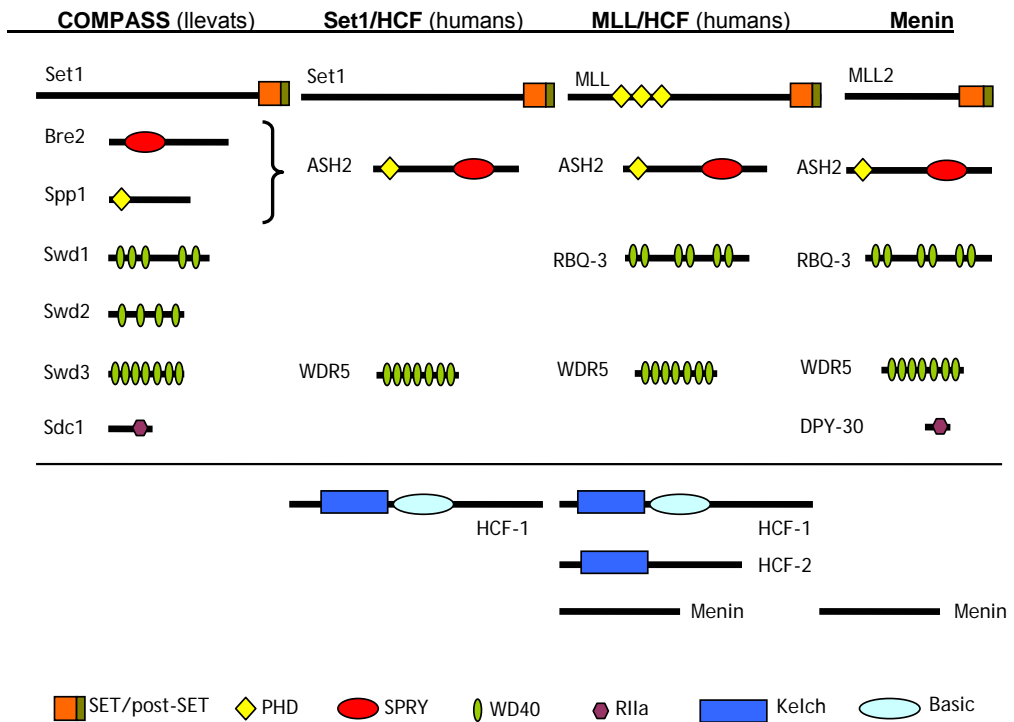 COMPASS (llevats) Set1/HCF (humans) MLL/HCF (humans) Menin
Set1 Set1 MLL MLL2
Bre2
ASH2 ASH2 ASH2
Spp1
Swd1 RBQ-3 RBQ-3
Swd2
Swd3 WDR5 WDR5 WDR5
Sdc1 DPY-30
HCF-1 HCF-1
HCF-2
Menin Menin
SET/post-SET PHD SPRY WD40 RIIa Kelch Basic